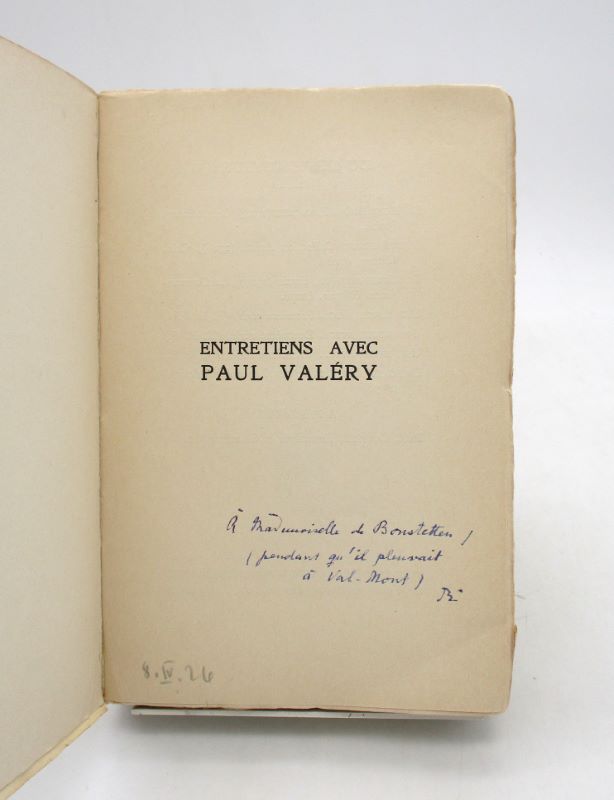 ENTRETIENS AVEC
PAUL VALÉRY
À Mademoiselle de Bonstetten /
(pendant qu'il pleuvait
à Val-Mont)
8.IV.26